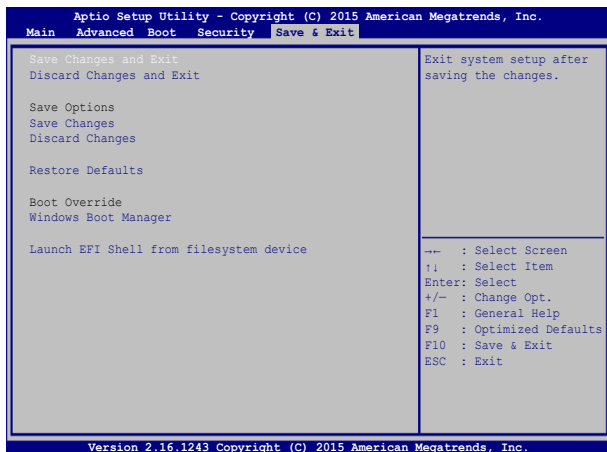 Aptio Setup Utility - Copyright (C) 2015 American Megatrends, Inc.
Main Advanced Boot Security Save & Exit
Save Changes and Exit
Discard Changes and Exit
Save Options
Save Changes
Discard Changes
Restore Defaults
Boot Override
Windows Boot Manager
Launch EFI Shell from filesystem device
Exit system setup after
saving the changes.
→← : Select Screen
↑↓ : Select Item
Enter: Select
+/— : Change Opt.
F1 : General Help
F9 : Optimized Defaults
F10 : Save & Exit
ESC : Exit
Version 2.16.1243 Copyright (C) 2015 American Megatrends, Inc.